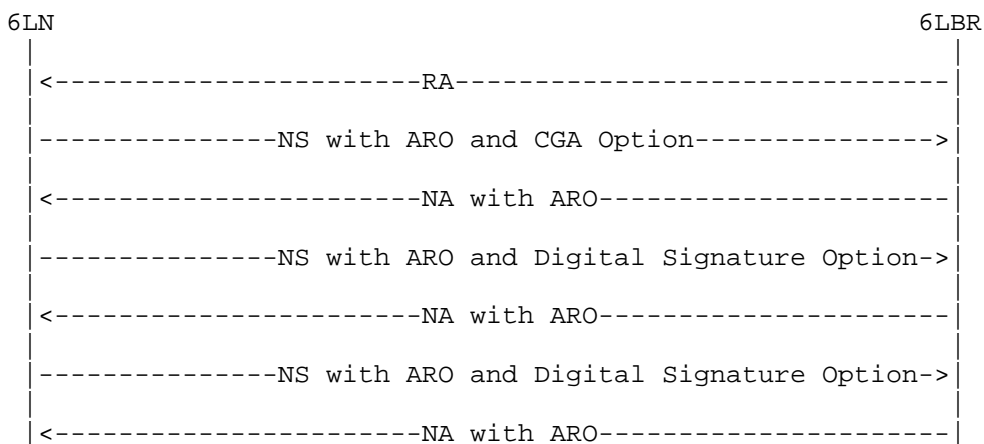 6LN 6LBR
<-----------------------RA-------------------------------
---------------NS with ARO and CGA Option--------------->
<-----------------------NA with ARO----------------------
---------------NS with ARO and Digital Signature Option->
<-----------------------NA with ARO----------------------
---------------NS with ARO and Digital Signature Option->
<-----------------------NA with ARO----------------------